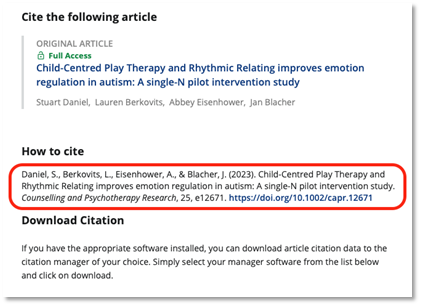 Cite the following article
ORIGINAL ARTICLE
Full Access
Child-Centred Play Therapy and Rhythmic Relating improves emotion
regulation in autism: A single-N pilot intervention study
Stuart Daniel, Lauren Berkovits, Abbey Eisenhower, Jan Blacher
How to cite
Daniel, S., Berkovits, L., Eisenhower, A., & Blacher, J. (2023). Child-Centred Play Therapy and
Rhythmic Relating improves emotion regulation in autism: A single-N pilot intervention study.
Counselling and Psychotherapy Research, 25, e12671. https://doi.org/10.1002/capr.12671
Download Citation
If you have the appropriate software installed, you can download article citation data to the
citation manager of your choice. Simply select your manager software from the list below
and click on download.